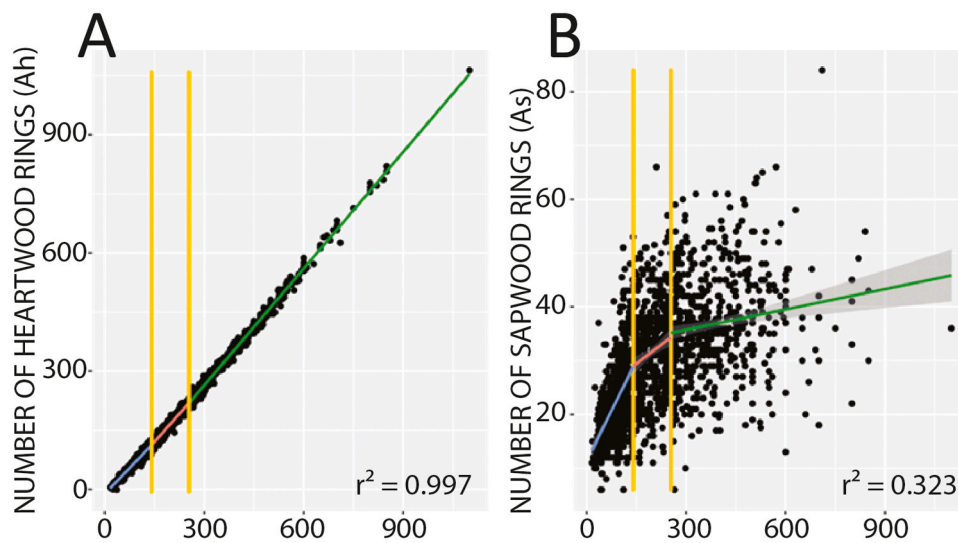 A
NUMBER OF HEARTWOOD RINGS (Ah)
900
600
300
0
r² = 0.997
0 300 600 900
B
NUMBER OF SAPWOOD RINGS (As)
80
60
40
20
r² = 0.323
0 300 600 900